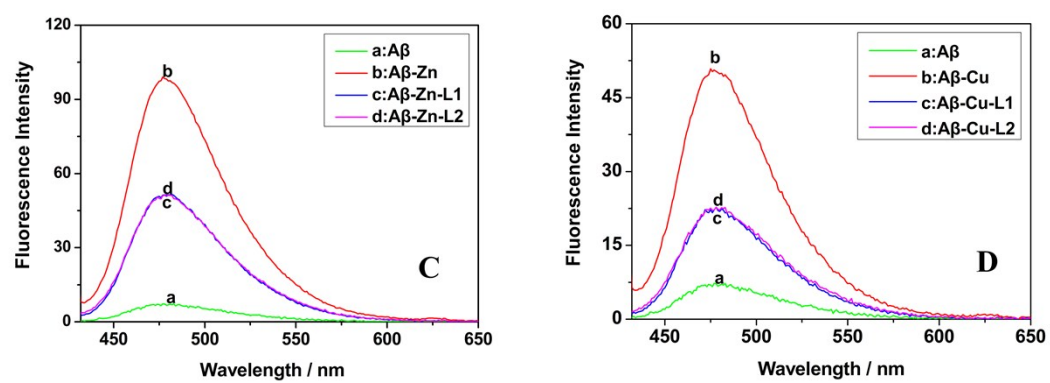 120
90
60
30
0
Fluorescence Intensity
450
500
550
600
650
Wavelength / nm
a:Aβ
b:Aβ-Zn
c:Aβ-Zn-L1
d:Aβ-Zn-L2
b
d
c
a
C
60
45
30
15
0
Fluorescence Intensity
450
500
550
600
650
Wavelength / nm
a:Aβ
b:Aβ-Cu
c:Aβ-Cu-L1
d:Aβ-Cu-L2
b
d
c
a
D